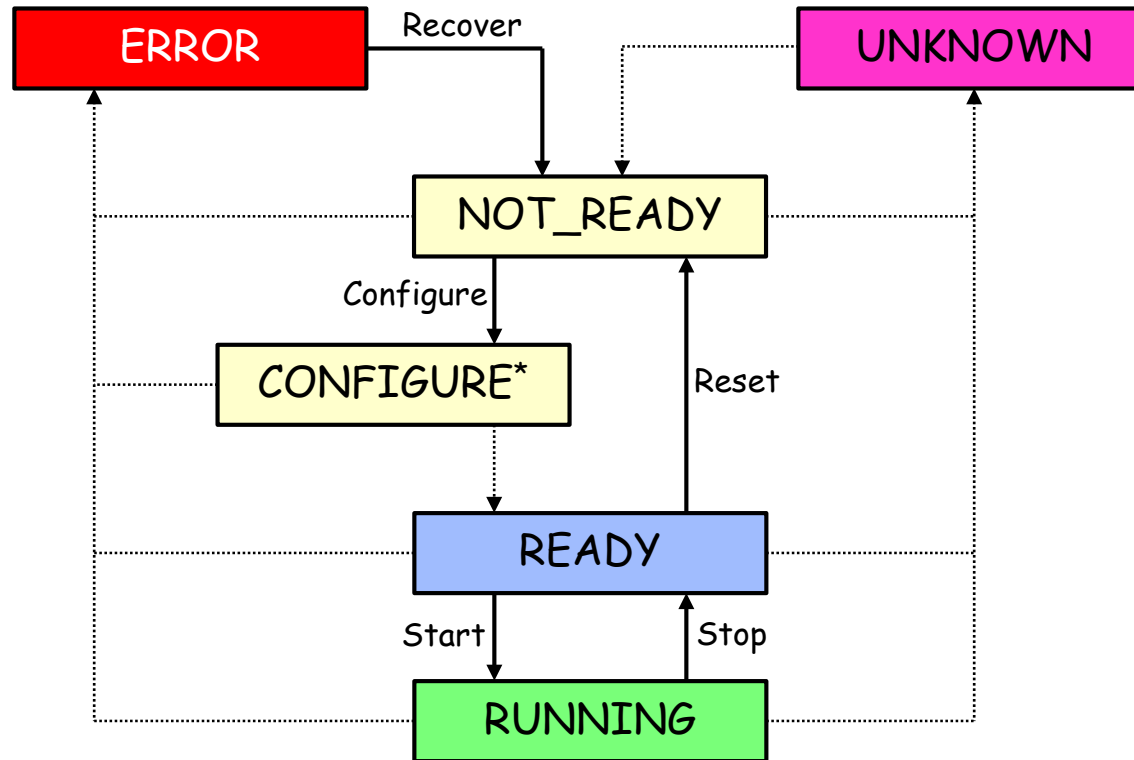 ERROR
Recover
UNKNOWN
NOT_READY
Configure
CONFIGURE*
Reset
READY
Start
Stop
RUNNING